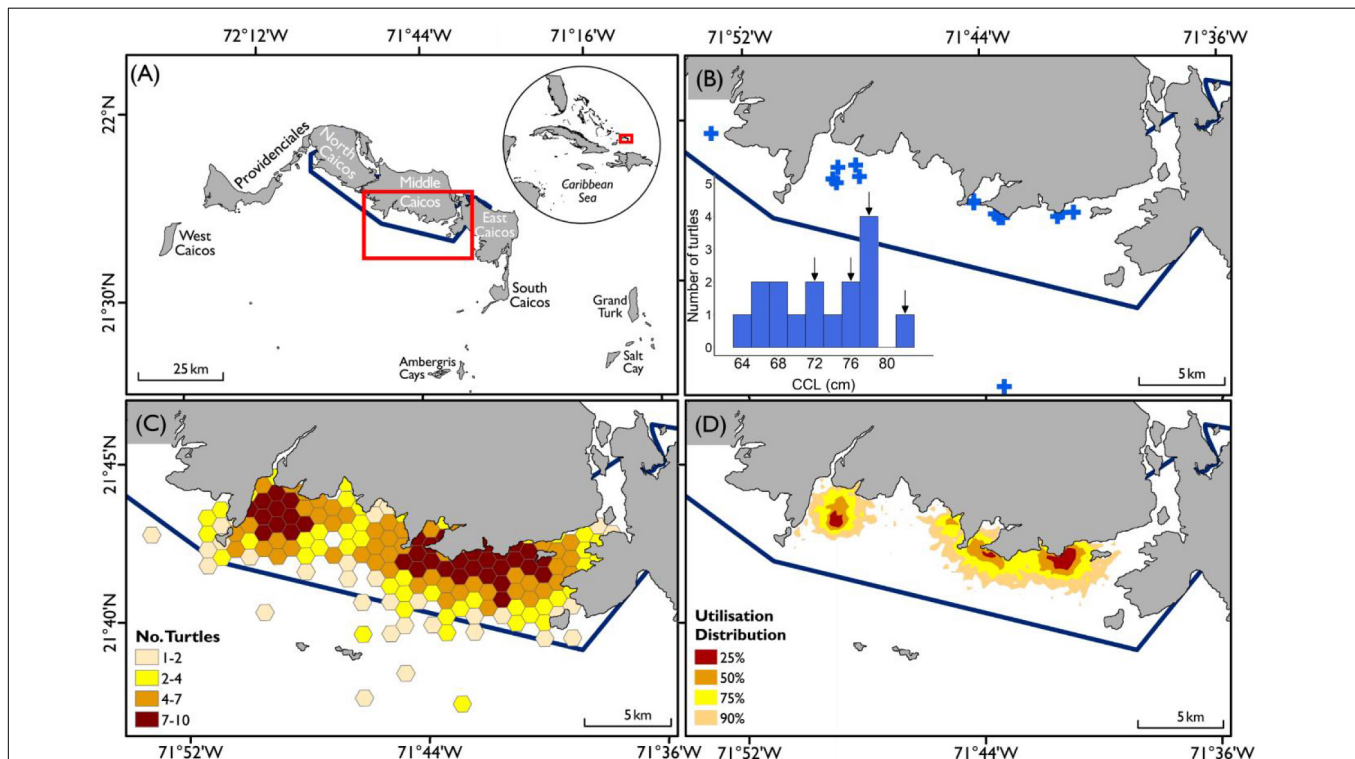 72°12'W
71°44'W
71°16'W
71°52'W
71°44'W
71°36'W
(A)
22°N
21°30'N
Providenciales
North
Caicos
Middle
Caicos
East
Caicos
West
Caicos
South
Caicos
Grand
Turk
Salt
Cay
Ambergris
Cays
Caribbean
Sea
25 km
(B)
Number of turtles
5
4
3
2
1
0
64
68
72
76
80
CCL (cm)
5 km
(C)
21°45'N
21°40'N
No. Turtles
1-2
2-4
4-7
7-10
5 km
(D)
Utilisation
Distribution
25%
50%
75%
90%
5 km
71°52'W
71°44'W
71°36'W
71°52'W
71°44'W
71°36'W